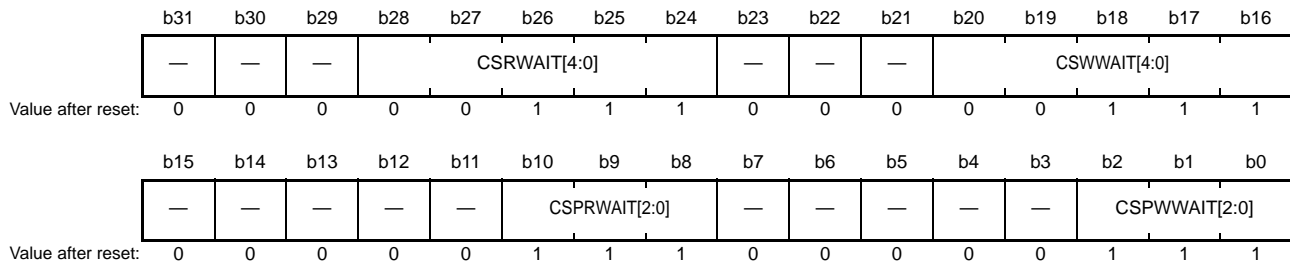 b31 b30 b29 b28 b27 b26 b25 b24 b23 b22 b21 b20 b19 b18 b17 b16
— — — CSRWAIT[4:0] — — — CSWWAIT[4:0]
Value after reset: 0 0 0 0 0 1 1 1 0 0 0 0 0 1 1 1
b15 b14 b13 b12 b11 b10 b9 b8 b7 b6 b5 b4 b3 b2 b1 b0
— — — — — CSPRWAIT[2:0] — — — — — CSPWWAIT[2:0]
Value after reset: 0 0 0 0 0 1 1 1 0 0 0 0 0 1 1 1